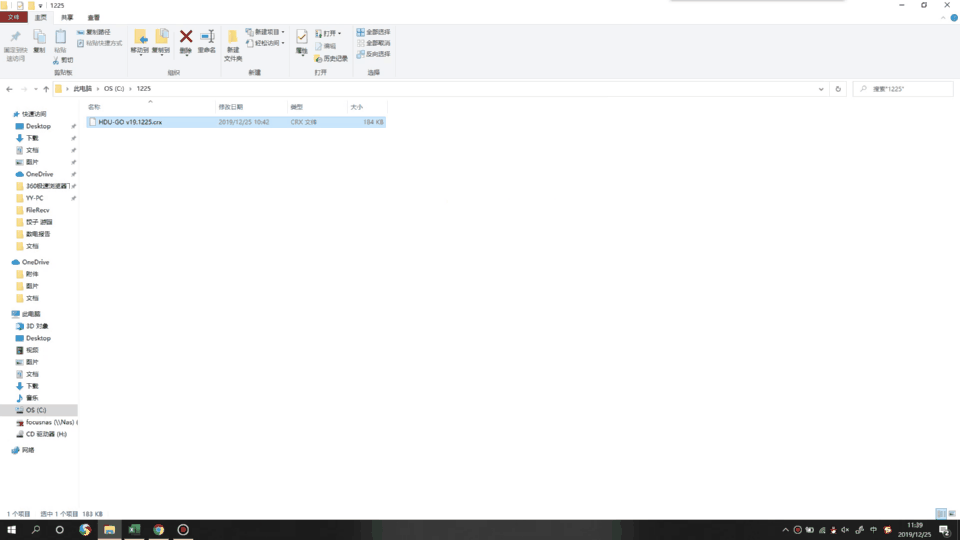 1225
文件 主页 共享 查看
固定到快速访问
复制
粘贴
复制路径
粘贴快捷方式
剪切
剪贴板
移动到
复制到
删除
重命名
组织
新建文件夹
新建项目
轻松访问
新建
属性
打开
编辑
历史记录
打开
全部选择
全部取消
反向选择
选择
此电脑 › OS (C:) › 1225
搜索"1225"
名称 修改日期 类型 大小
HDU-GO v19.1225.crx 2019/12/25 10:42 CRX 文件 184 KB
快速访问
Desktop
下载
文档
图片
OneDrive
360极速浏览器下
YY-PC
FileRecv
数电报告
文档
OneDrive
附件
图片
文档
此电脑
3D 对象
Desktop
视频
图片
文档
下载
音乐
OS (C:)
focusnas (\\Nas) (
CD 驱动器 (H:)
网络
1 个项目 选中 1 个项目 183 KB
中
11:39
2019/12/25
2